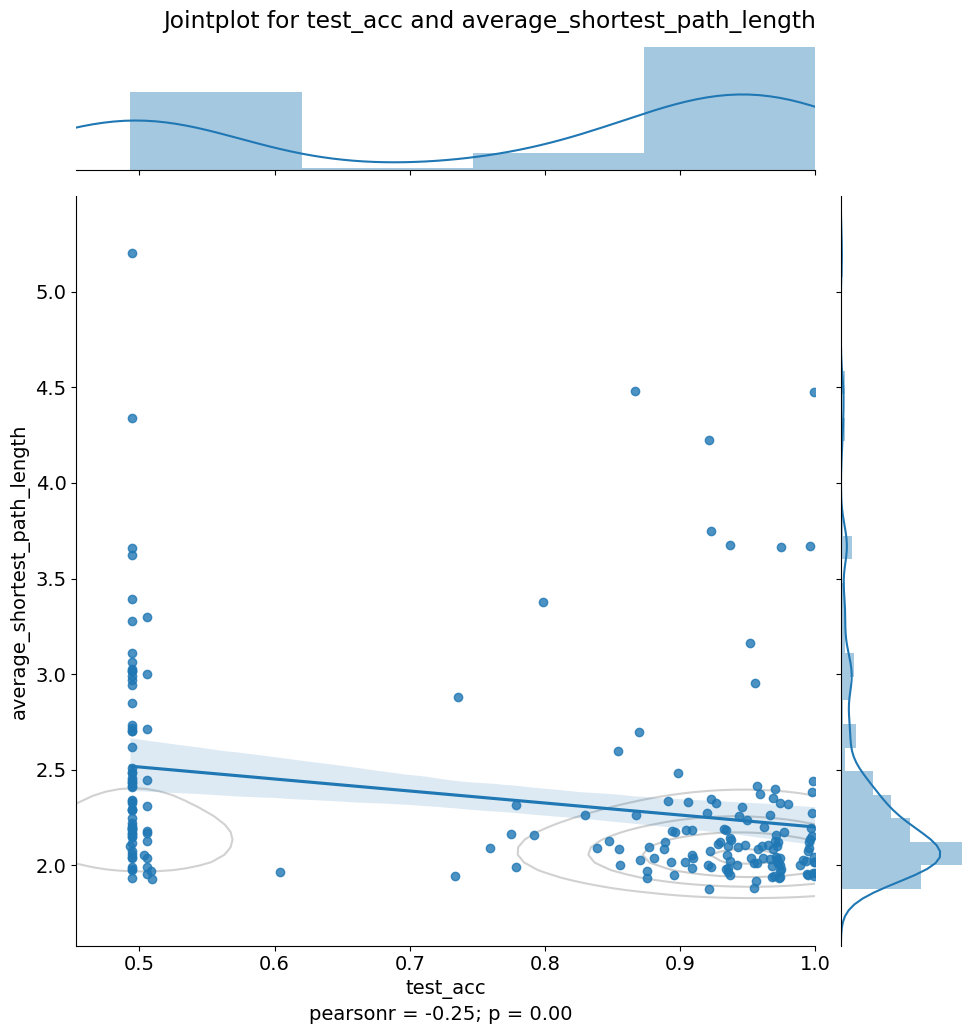 Jointplot for test_acc and average_shortest_path_length
average_shortest_path_length
5.0
4.5
4.0
3.5
3.0
2.5
2.0
0.5 0.6 0.7 0.8 0.9 1.0
test_acc
pearsonr = -0.25; p = 0.00